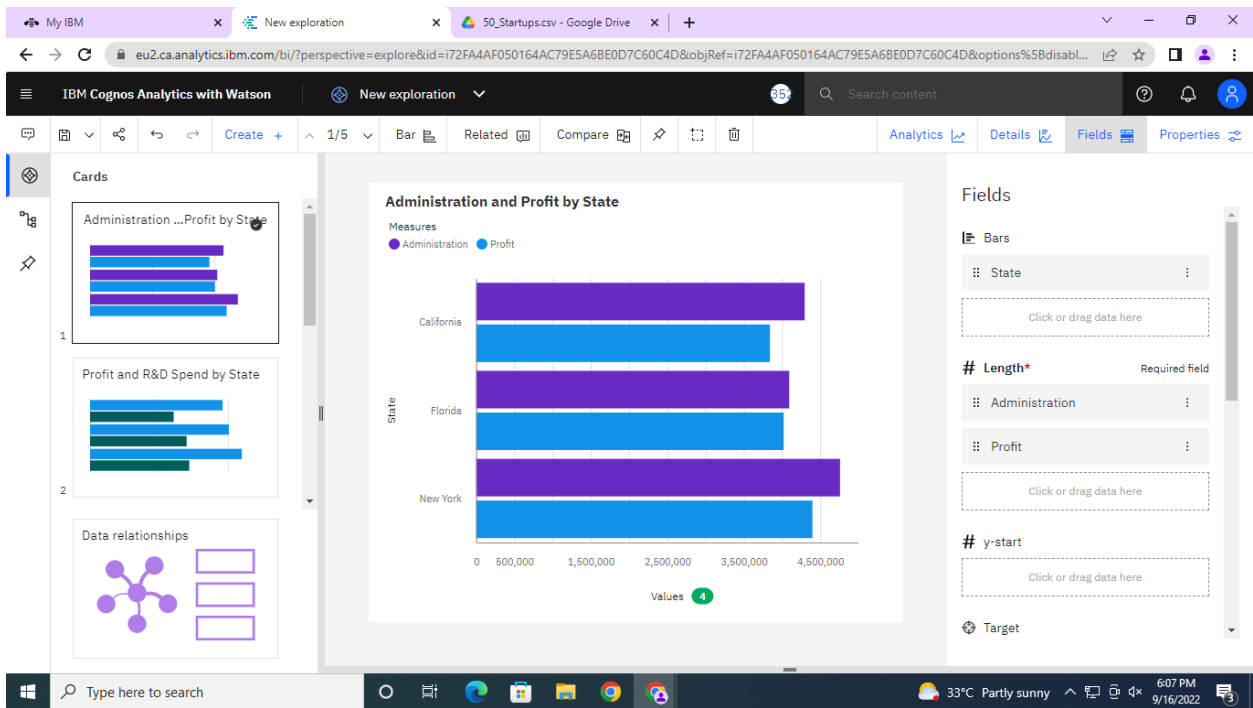 My IBM
New exploration
50_Startups.csv - Google Drive
eu2.ca.analytics.ibm.com/bi/?perspective=explore&id=i72FA4AF050164AC79E5A6BE0D7C60C4D&objRef=i72FA4AF050164AC79E5A6BE0D7C60C4D&options%5Bdisabl...
IBM Cognos Analytics with Watson
New exploration
352
Search content
Create +
1/5
Bar
Related
Compare
Analytics
Details
Fields
Properties
Cards
Administration ...Profit by State
1
Profit and R&D Spend by State
2
Data relationships
Administration and Profit by State
Measures
Administration Profit
State
California
Florida
New York
0 500,000 1,500,000 2,500,000 3,500,000 4,500,000
Values 4
Fields
Bars
State
Click or drag data here
# Length* Required field
Administration
Profit
Click or drag data here
# y-start
Click or drag data here
Target
Type here to search
33°C Partly sunny
6:07 PM
9/16/2022
3